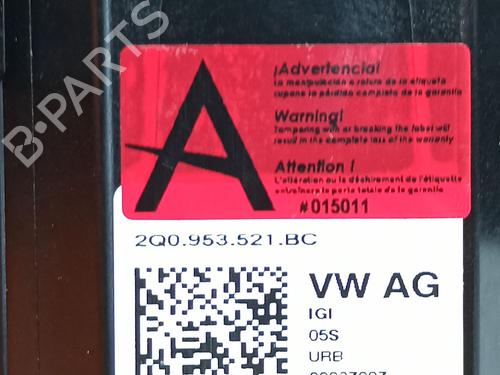 B-PARTS
A
¡Advertencia!
La manipulación o rotura de la etiqueta
supone la pérdida completa de la garantía
Warning!
Tampering with or breaking the label will
result in the complete loss of the warranty
Attention !
L'altération ou le déchirement de l'étiquette
entraînera la perte totale de la garantie
#015011
2Q0.953.521.BC
VW AG
IGI
05S
URB